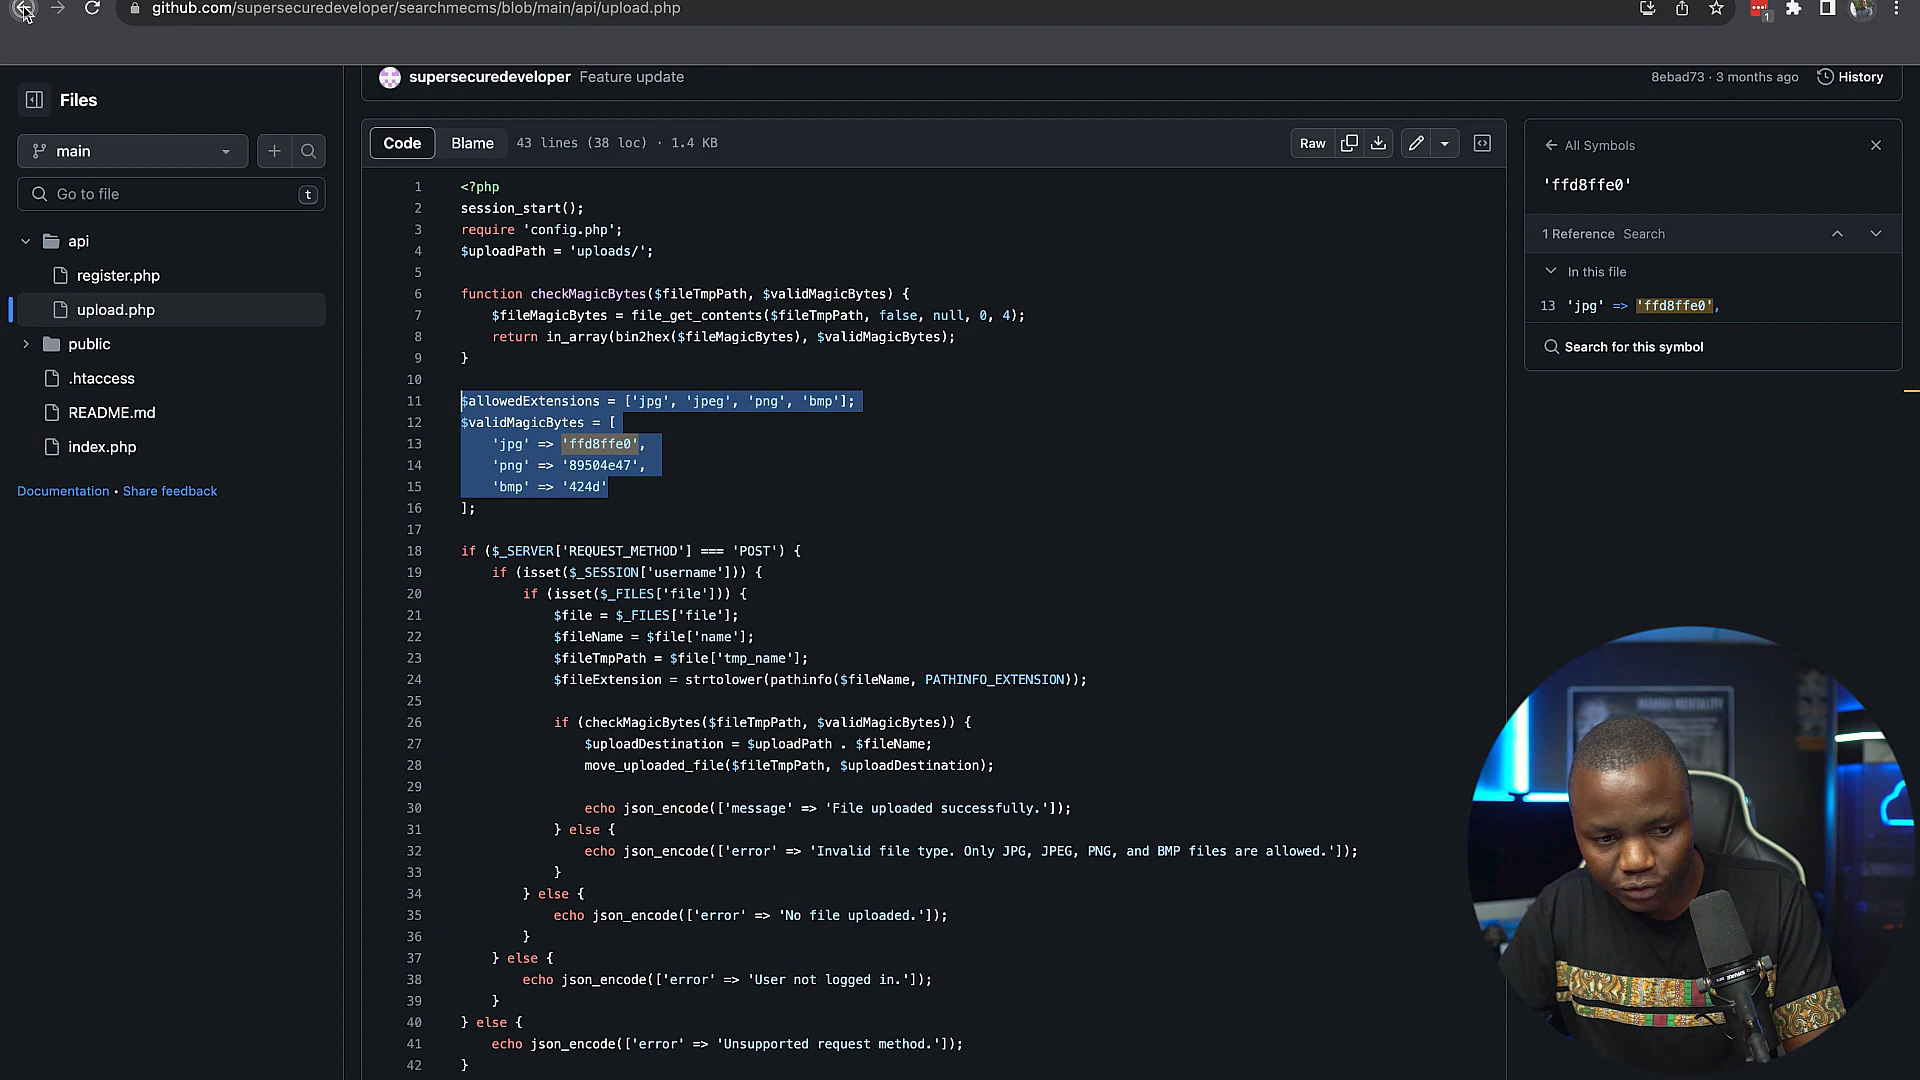 github.com/supersecuredeveloper/searchmecms/blob/main/api/upload.php
1
supersecuredeveloper Feature update
8ebad73 · 3 months ago History
Files
main
Go to file t
api
register.php
upload.php
public
.htaccess
README.md
index.php
Documentation • Share feedback
Code Blame 43 lines (38 loc) · 1.4 KB
Raw
1 <?php
2 session_start();
3 require 'config.php';
4 $uploadPath = 'uploads/';
5
6 function checkMagicBytes($fileTmpPath, $validMagicBytes) {
7 $fileMagicBytes = file_get_contents($fileTmpPath, false, null, 0, 4);
8 return in_array(bin2hex($fileMagicBytes), $validMagicBytes);
9 }
10
11 $allowedExtensions = ['jpg', 'jpeg', 'png', 'bmp'];
12 $validMagicBytes = [
13 'jpg' => 'ffd8ffe0',
14 'png' => '89504e47',
15 'bmp' => '424d'
16 ];
17
18 if ($_SERVER['REQUEST_METHOD'] === 'POST') {
19 if (isset($_SESSION['username'])) {
20 if (isset($_FILES['file'])) {
21 $file = $_FILES['file'];
22 $fileName = $file['name'];
23 $fileTmpPath = $file['tmp_name'];
24 $fileExtension = strtolower(pathinfo($fileName, PATHINFO_EXTENSION));
25
26 if (checkMagicBytes($fileTmpPath, $validMagicBytes)) {
27 $uploadDestination = $uploadPath . $fileName;
28 move_uploaded_file($fileTmpPath, $uploadDestination);
29
30 echo json_encode(['message' => 'File uploaded successfully.']);
31 } else {
32 echo json_encode(['error' => 'Invalid file type. Only JPG, JPEG, PNG, and BMP files are allowed.']);
33 }
34 } else {
35 echo json_encode(['error' => 'No file uploaded.']);
36 }
37 } else {
38 echo json_encode(['error' => 'User not logged in.']);
39 }
40 } else {
41 echo json_encode(['error' => 'Unsupported request method.']);
42 }
All Symbols
'ffd8ffe0'
1 Reference Search
In this file
13 'jpg' => 'ffd8ffe0',
Search for this symbol
MAMBA MENTALITY